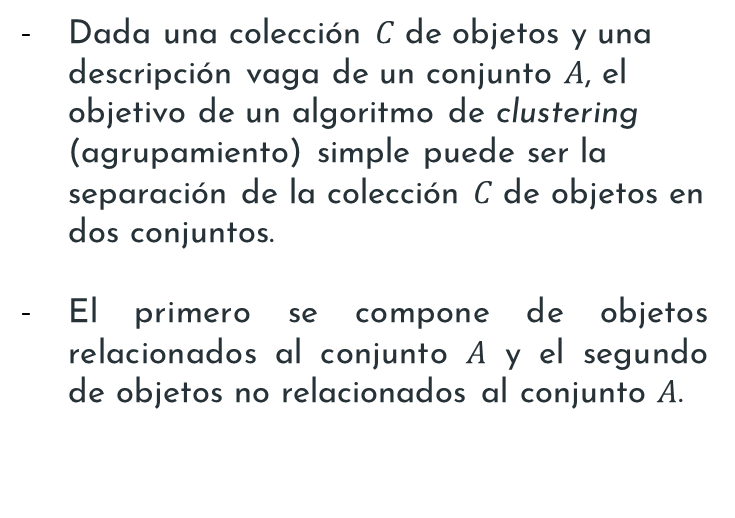 - Dada una colección C de objetos y una
descripción vaga de un conjunto A, el
objetivo de un algoritmo de clustering
(agrupamiento) simple puede ser la
separación de la colección C de objetos en
dos conjuntos.
- El primero se compone de objetos
relacionados al conjunto A y el segundo
de objetos no relacionados al conjunto A.